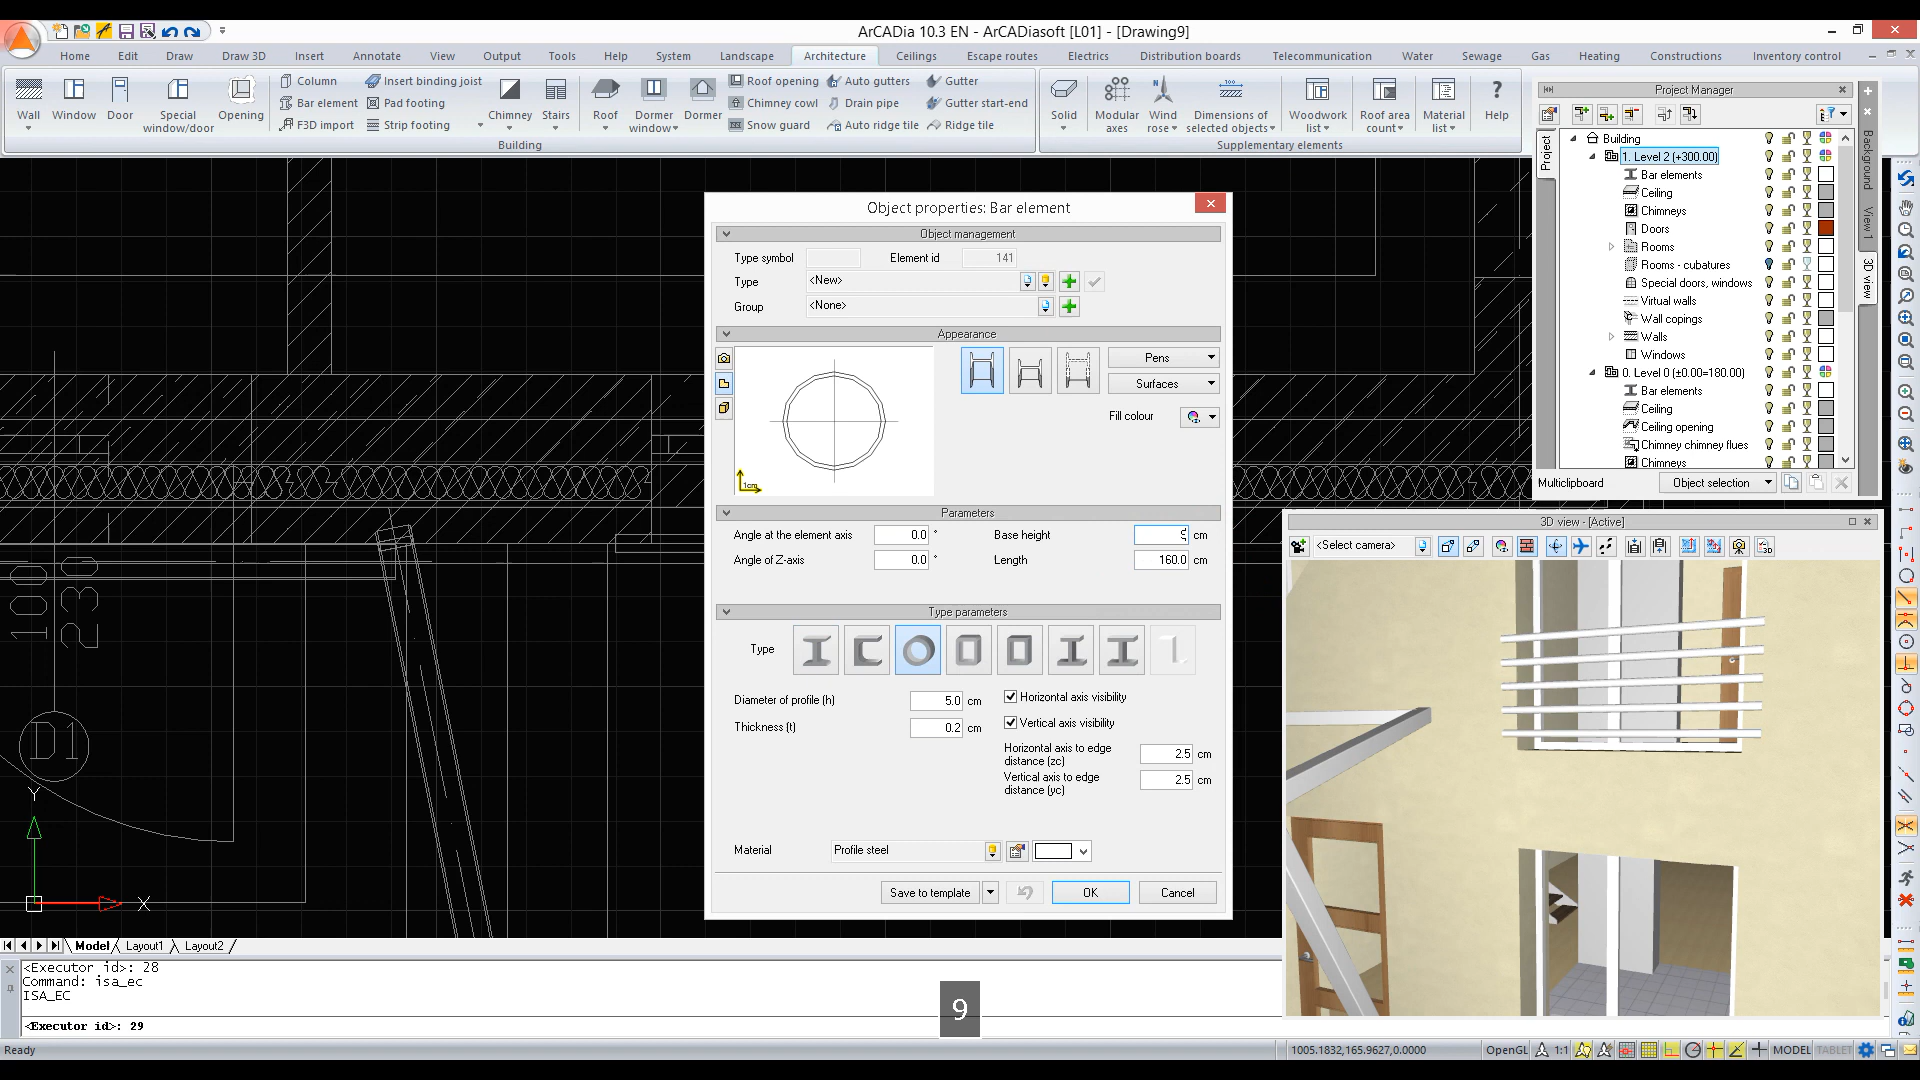 ArCADia 10.3 EN - ArCADiasoft [L01] - [Drawing9]
Home Edit Draw Draw 3D Insert Annotate View Output Tools Help System Landscape Architecture Ceilings Escape routes Electrics Distribution boards Telecommunication Water Sewage Gas Heating Constructions Inventory control
Wall
Window
Door
Special window/door
Opening
Column
Bar element
F3D import
Insert binding joist
Pad footing
Strip footing
Chimney
Stairs
Roof
Dormer window
Dormer
Roof opening
Chimney cowl
Snow guard
Auto gutters
Drain pipe
Auto ridge tile
Gutter
Gutter start-end
Ridge tile
Building
Solid
Modular axes
Wind rose
Dimensions of selected objects
Woodwork list
Roof area count
Material list
Help
Supplementary elements
Project Manager
Project
Background
View 1
3D view
Building
1. Level 2 (+300.00)
Bar elements
Ceiling
Chimneys
Doors
Rooms
Rooms - cubatures
Special doors, windows
Virtual walls
Wall copings
Walls
Windows
0. Level 0 (±0.00=180.00)
Bar elements
Ceiling
Ceiling opening
Chimney chimney flues
Chimneys
Multiclipboard
Object selection
Object properties: Bar element
Object management
Type symbol
Element id 141
Type <New>
Group <None>
Appearance
Pens
Surfaces
Fill colour
1cm
Parameters
Angle at the element axis 0.0 °
Base height cm
Angle of Z-axis 0.0 °
Length 160.0 cm
Type parameters
Type
Diameter of profile (h) 5.0 cm
Thickness (t) 0.2 cm
Horizontal axis visibility
Vertical axis visibility
Horizontal axis to edge
distance (zc) 2.5 cm
Vertical axis to edge
distance (yc) 2.5 cm
Material Profile steel
Save to template OK Cancel
3D view - [Active]
<Select camera>
100
230
D1
Y
X
Model Layout1 Layout2
<Executor id>: 28
Command: isa_ec
ISA_EC
<Executor id>: 29
9
Ready
1005.1832,165.9627,0.0000 OpenGL 1:1 MODEL TABLET